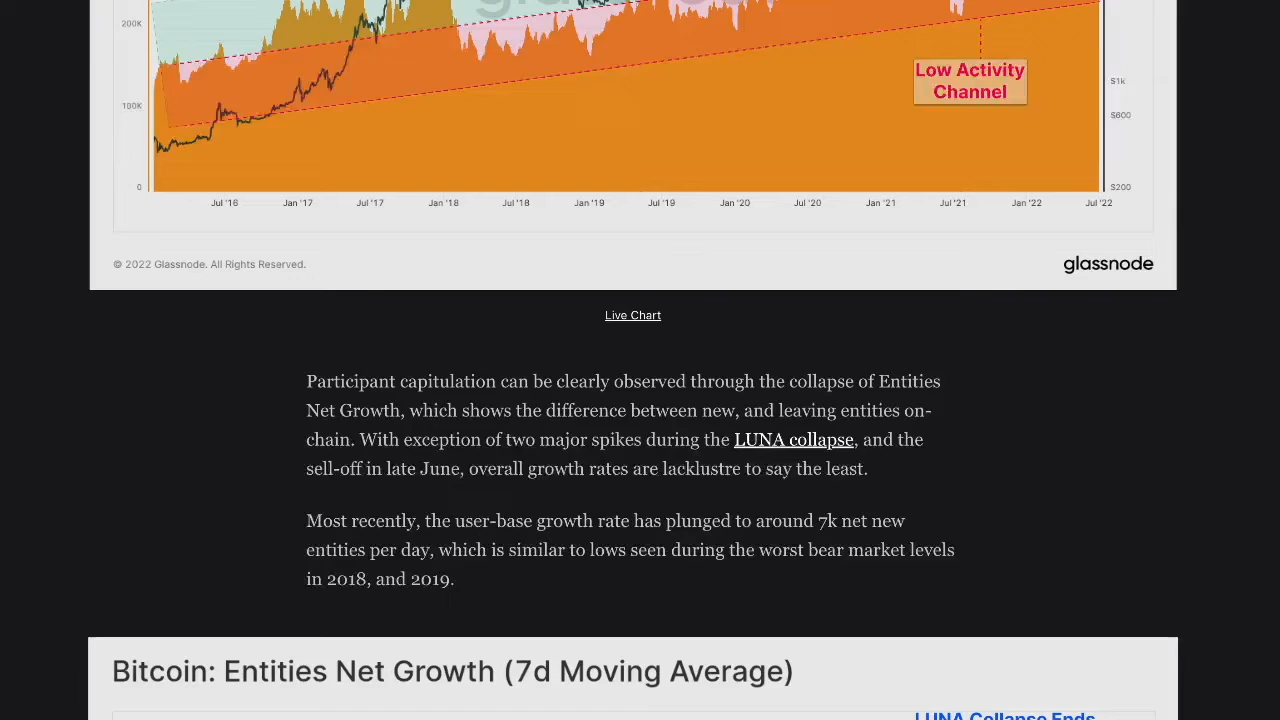 200K
Low Activity
Channel
$1k
100K
$600
0
$200
Jul '16 Jan '17 Jul '17 Jan '18 Jul '18 Jan '19 Jul '19 Jan '20 Jul '20 Jan '21 Jul '21 Jan '22 Jul '22
© 2022 Glassnode. All Rights Reserved.
glassnode
Live Chart
Participant capitulation can be clearly observed through the collapse of Entities
Net Growth, which shows the difference between new, and leaving entities on-
chain. With exception of two major spikes during the LUNA collapse, and the
sell-off in late June, overall growth rates are lacklustre to say the least.
Most recently, the user-base growth rate has plunged to around 7k net new
entities per day, which is similar to lows seen during the worst bear market levels
in 2018, and 2019.
Bitcoin: Entities Net Growth (7d Moving Average)
LUNA Collapse Ends